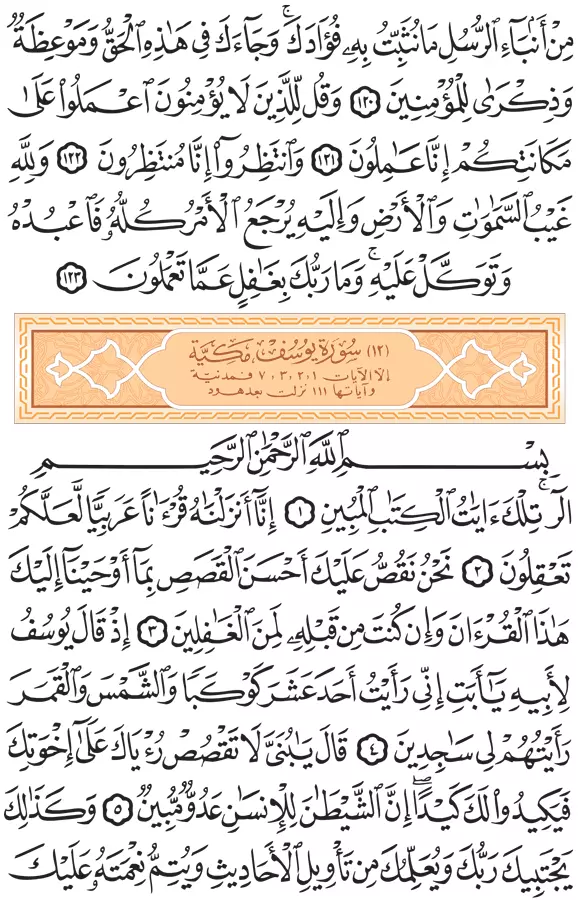 مِنْ أَنۢبَآءِ ٱلرُّسُلِ مَا نُثَبِّتُ بِهِۦ فُؤَادَكَ ۚ وَجَآءَكَ فِى هَٰذِهِ ٱلْحَقُّ وَمَوْعِظَةٌ
وَذِكْرَىٰ لِلْمُؤْمِنِينَ ١٢٠ وَقُل لِّلَّذِينَ لَا يُؤْمِنُونَ ٱعْمَلُوا۟ عَلَىٰ
مَكَانَتِكُمْ إِنَّا عَٰمِلُونَ ١٢١ وَٱنتَظِرُوٓا۟ إِنَّا مُنتَظِرُونَ ١٢٢ وَلِلَّهِ
غَيْبُ ٱلسَّمَٰوَٰتِ وَٱلْأَرْضِ وَإِلَيْهِ يُرْجَعُ ٱلْأَمْرُ كُلُّهُۥ فَٱعْبُدْهُ
وَتَوَكَّلْ عَلَيْهِ ۚ وَمَا رَبُّكَ بِغَٰفِلٍ عَمَّا تَعْمَلُونَ ١٢٣
(١٢) سُورَة يُوسُف مَكيَّة
إلا الآيات ١، ٢، ٣، ٧ فمدنية
وآياتها ١١١ نزلت بعد هود
بِسْمِ ٱللَّهِ ٱلرَّحْمَٰنِ ٱلرَّحِيمِ
الٓر ۚ تِلْكَ ءَايَٰتُ ٱلْكِتَٰبِ ٱلْمُبِينِ ١ إِنَّآ أَنزَلْنَٰهُ قُرْءَٰنًا عَرَبِيًّا لَّعَلَّكُمْ
تَعْقِلُونَ ٢ نَحْنُ نَقُصُّ عَلَيْكَ أَحْسَنَ ٱلْقَصَصِ بِمَآ أَوْحَيْنَآ إِلَيْكَ
هَٰذَا ٱلْقُرْءَانَ وَإِن كُنتَ مِن قَبْلِهِۦ لَمِنَ ٱلْغَٰفِلِينَ ٣ إِذْ قَالَ يُوسُفُ
لِأَبِيهِ يَٰٓأَبَتِ إِنِّى رَأَيْتُ أَحَدَ عَشَرَ كَوْكَبًا وَٱلشَّمْسَ وَٱلْقَمَرَ
رَأَيْتُهُمْ لِى سَٰجِدِينَ ٤ قَالَ يَٰبُنَىَّ لَا تَقْصُصْ رُءْيَاكَ عَلَىٰٓ إِخْوَتِكَ
فَيَكِيدُوا۟ لَكَ كَيْدًا ۖ إِنَّ ٱلشَّيْطَٰنَ لِلْإِنسَٰنِ عَدُوٌّ مُّبِينٌ ٥ وَكَذَٰلِكَ
يَجْتَبِيكَ رَبُّكَ وَيُعَلِّمُكَ مِن تَأْوِيلِ ٱلْأَحَادِيثِ وَيُتِمُّ نِعْمَتَهُۥ عَلَيْكَ